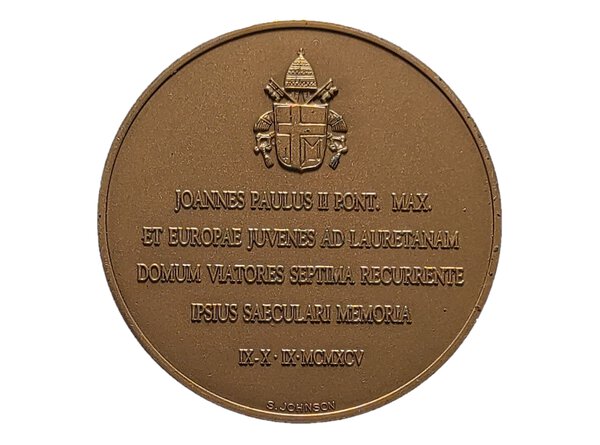 JOANNES PAULUS II PONT. MAX.
ET EUROPAE JUVENES AD LAURETANAM
DOMUM VIATORES SEPTIMA RECURRENTE
IPSIUS SAECULARI MEMORIA
IX-X · IX · MCMXCV
S. JOHNSON